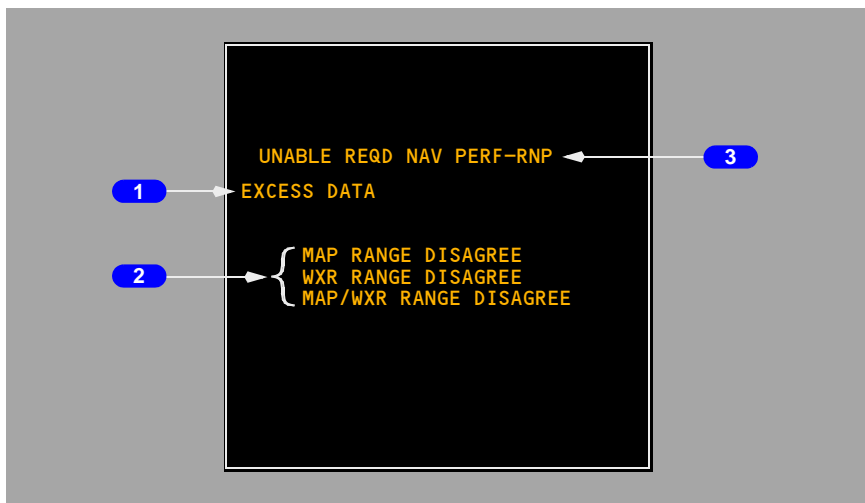 UNABLE REQD NAV PERF-RNP
3
1
EXCESS DATA
MAP RANGE DISAGREE
2
WXR RANGE DISAGREE
MAP/WXR RANGE DISAGREE